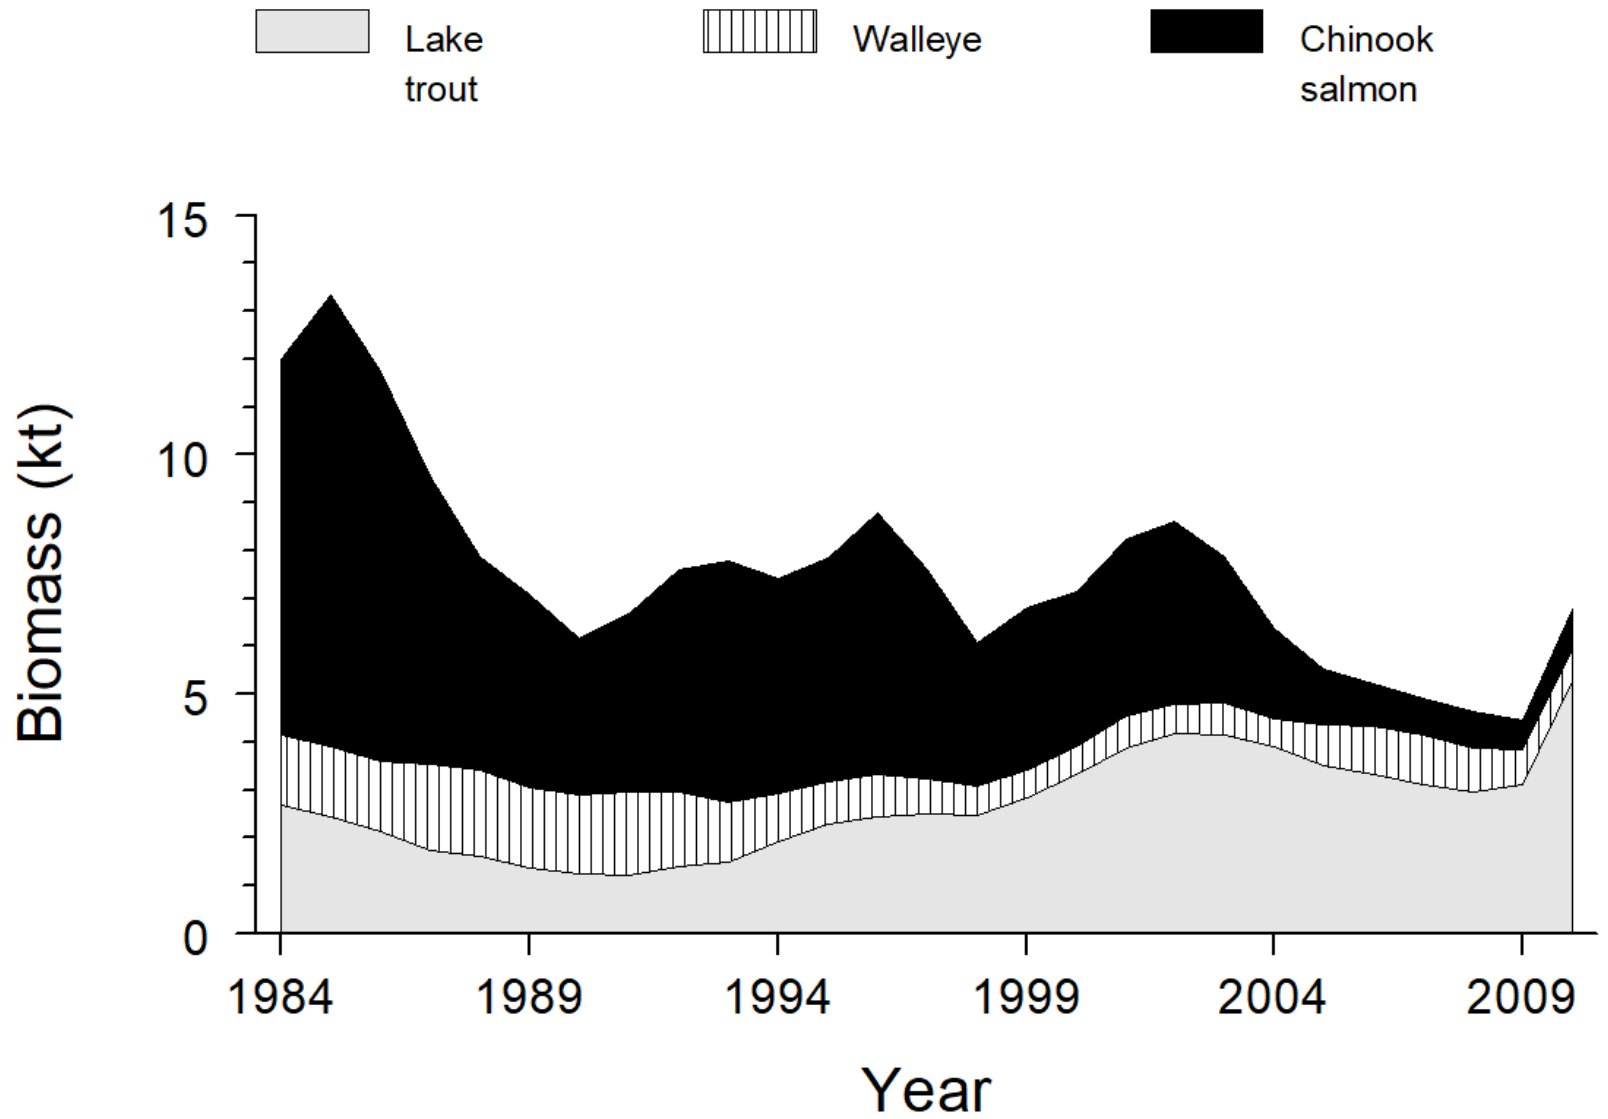 Lake
trout
Walleye
Chinook
salmon
15
10
5
0
Biomass (kt)
1984 1989 1994 1999 2004 2009
Year